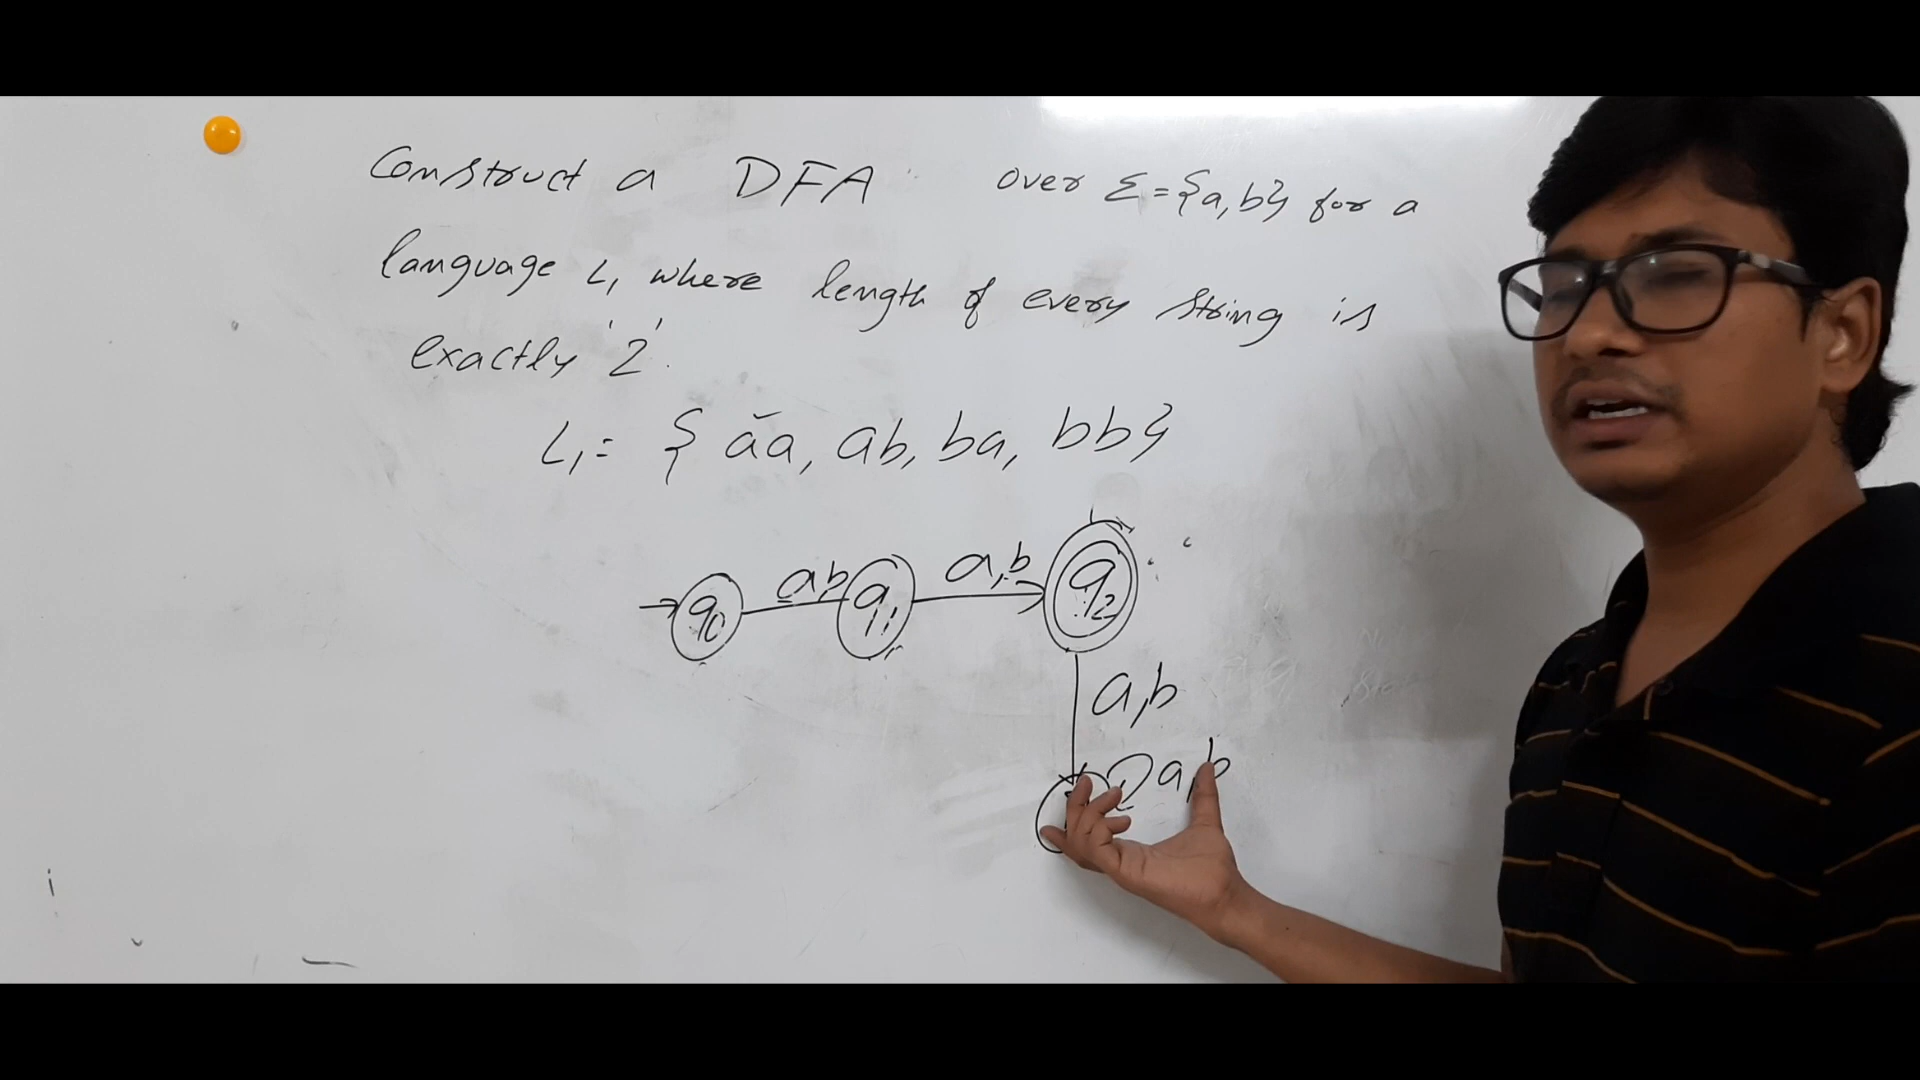 Construct a DFA over Σ={a,b} for a
language L₁ where length of every string is
exactly '2'.
L₁= { aa, ab, ba, bb}
a,b a,b
q₀ q₁ q₂
a,b
a,b